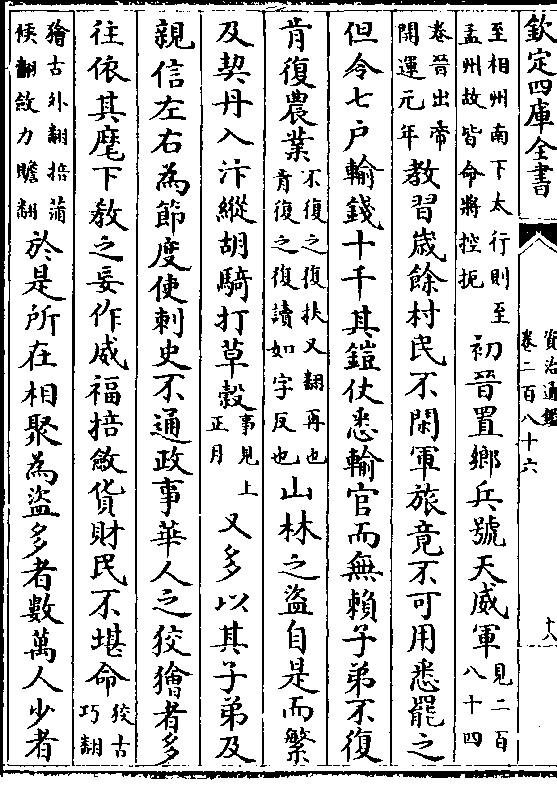 欽定四庫全書
資治通鑑
卷二百八十六
十六
至相州南下太行則至孟州故皆命將控扼初晉置鄉兵號天威軍見二百八十四
卷晉出帝開運元年教習歲餘村民不閑軍旅竟不可用悉罷之
但令七戶輸錢十千其鎧仗悉輸官而無賴子弟不復
肯復農業不復之復扶又翻再也肯復之復讀如字反也山林之盜自是而繁
及契丹入汴縱胡騎打草穀事見上正月又多以其子弟及
親信左右為節度使刺史不通政事華人之狡獪者多
往依其麾下教之妄作威福掊斂貨財民不堪命狡古巧翻
獪古外翻掊蒲侯翻斂力贍翻於是所在相聚為盜多者數萬人少者